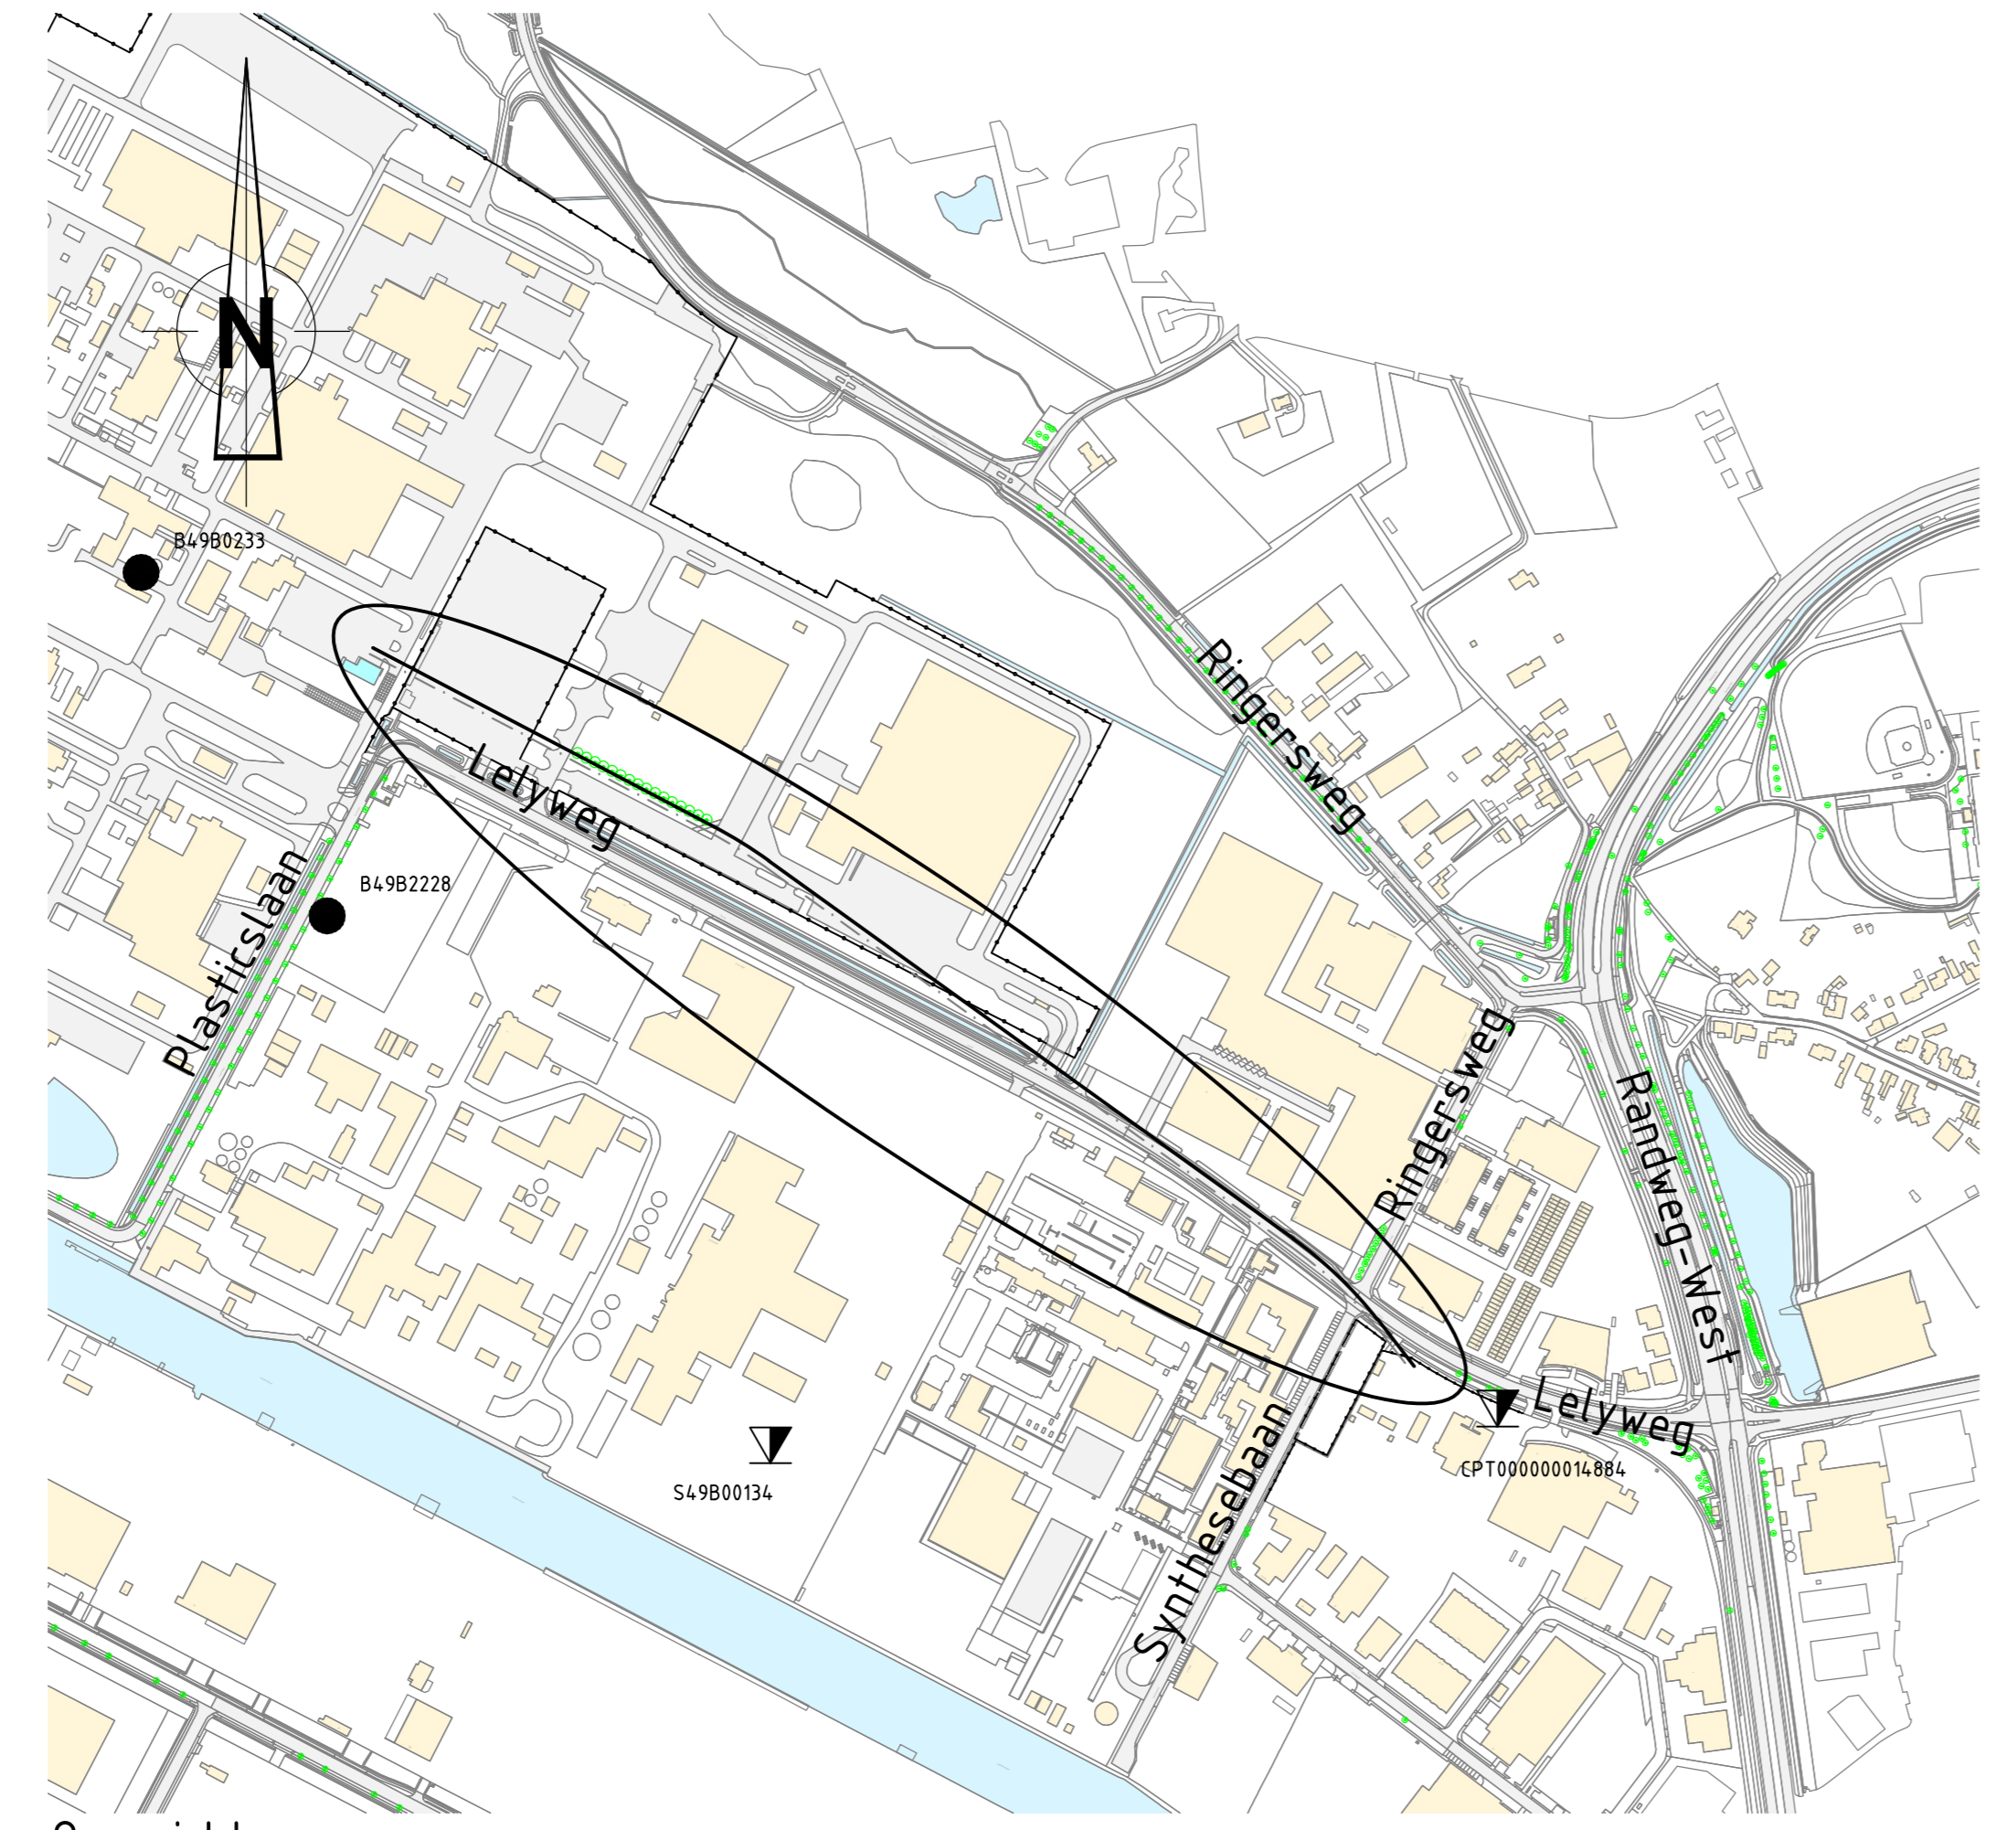 N
B49B0233
Ringersweg
Lelyweg
B49B2228
Plasticslaan
Ringersweg
Randweg-West
Lelyweg
CPT000000014884
S49B00134
Synthesebaan